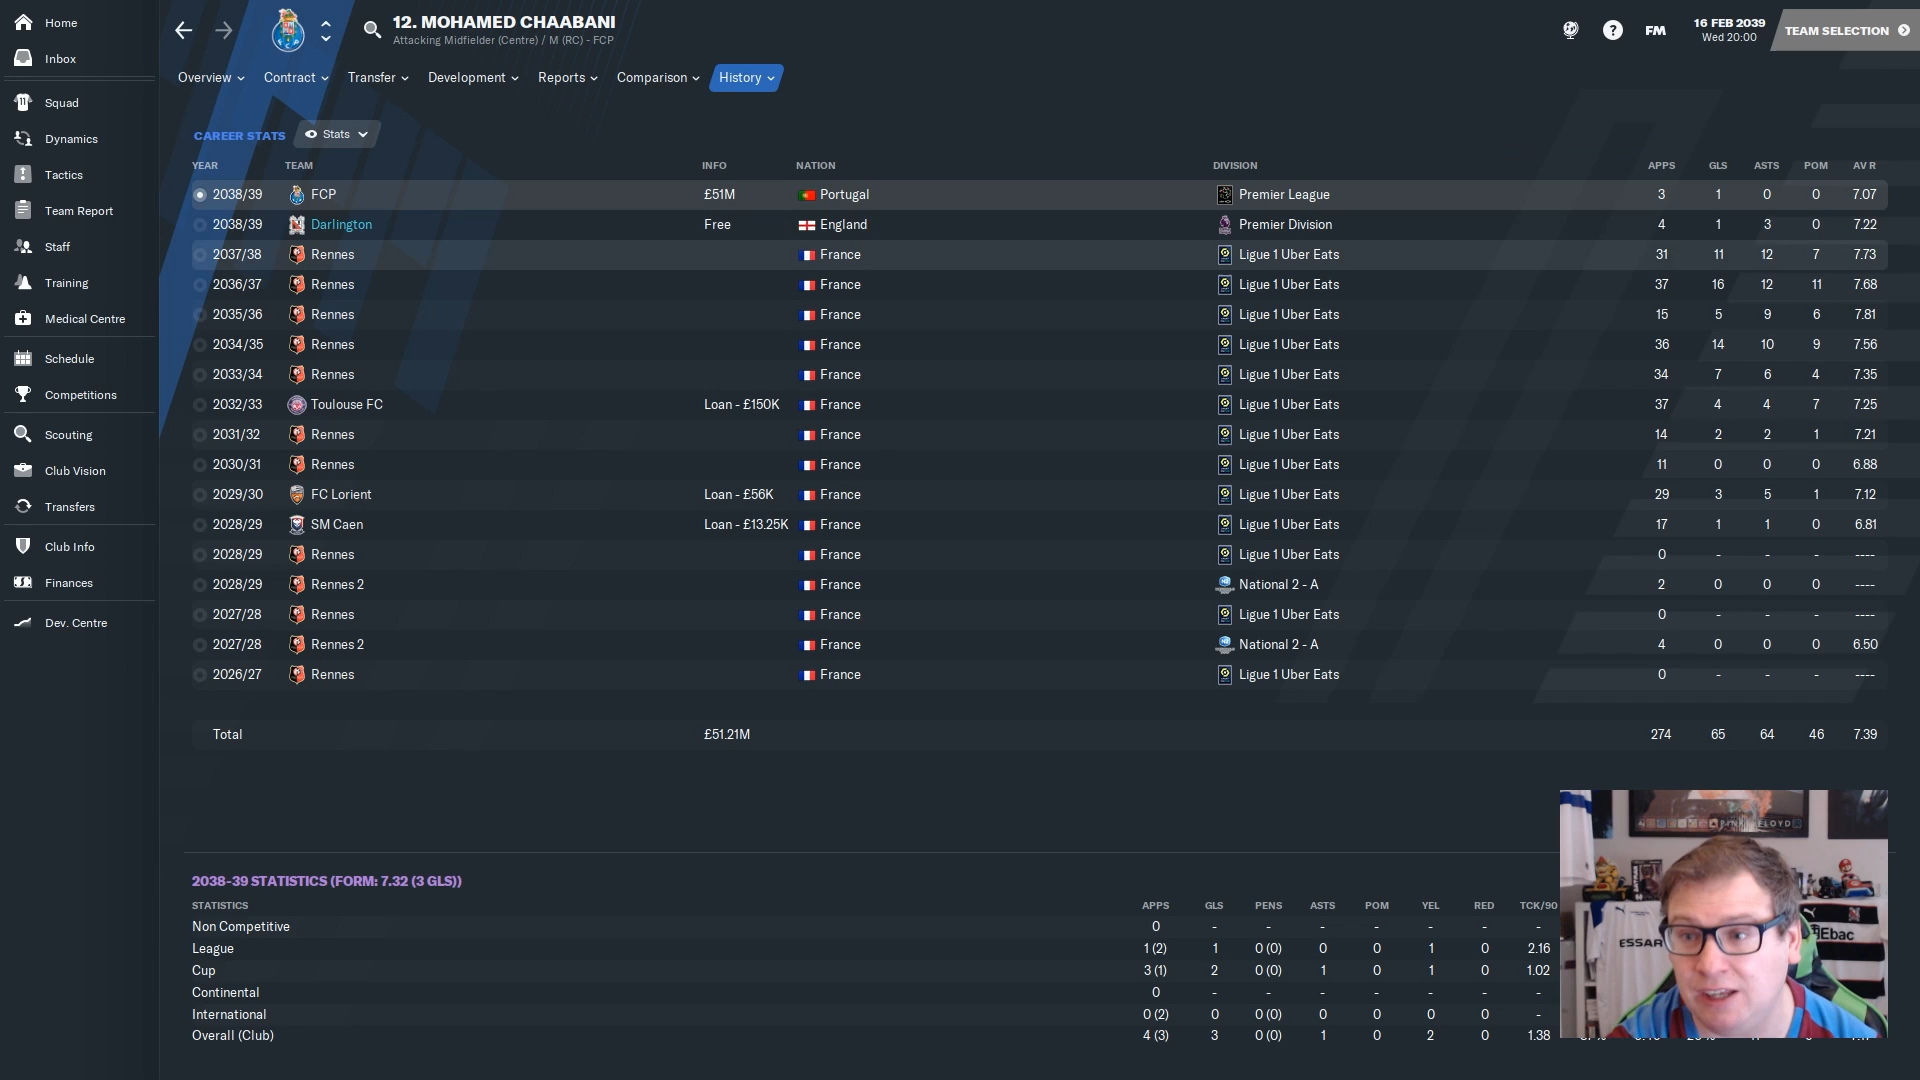 Home
Inbox
Squad
Dynamics
Tactics
Team Report
Staff
Training
Medical Centre
Schedule
Competitions
Scouting
Club Vision
Transfers
Club Info
Finances
Dev. Centre
12. MOHAMED CHAABANI
Attacking Midfielder (Centre) / M (RC) - FCP
FM
16 FEB 2039
Wed 20:00
TEAM SELECTION
Overview Contract Transfer Development Reports Comparison History
CAREER STATS Stats
YEAR TEAM INFO NATION DIVISION APPS GLS ASTS POM AV R
2038/39 FCP £51M Portugal Premier League 3 1 0 0 7.07
2038/39 Darlington Free England Premier Division 4 1 3 0 7.22
2037/38 Rennes France Ligue 1 Uber Eats 31 11 12 7 7.73
2036/37 Rennes France Ligue 1 Uber Eats 37 16 12 11 7.68
2035/36 Rennes France Ligue 1 Uber Eats 15 5 9 6 7.81
2034/35 Rennes France Ligue 1 Uber Eats 36 14 10 9 7.56
2033/34 Rennes France Ligue 1 Uber Eats 34 7 6 4 7.35
2032/33 Toulouse FC Loan - £150K France Ligue 1 Uber Eats 37 4 4 7 7.25
2031/32 Rennes France Ligue 1 Uber Eats 14 2 2 1 7.21
2030/31 Rennes France Ligue 1 Uber Eats 11 0 0 0 6.88
2029/30 FC Lorient Loan - £56K France Ligue 1 Uber Eats 29 3 5 1 7.12
2028/29 SM Caen Loan - £13.25K France Ligue 1 Uber Eats 17 1 1 0 6.81
2028/29 Rennes France Ligue 1 Uber Eats 0 - - - ----
2028/29 Rennes 2 France National 2 - A 2 0 0 0 ----
2027/28 Rennes France Ligue 1 Uber Eats 0 - - - ----
2027/28 Rennes 2 France National 2 - A 4 0 0 0 6.50
2026/27 Rennes France Ligue 1 Uber Eats 0 - - - ----
Total £51.21M 274 65 64 46 7.39
2038-39 STATISTICS (FORM: 7.32 (3 GLS))
STATISTICS APPS GLS PENS ASTS POM YEL RED TCK/90
Non Competitive 0 - - - - - - -
League 1 (2) 1 0 (0) 0 0 1 0 2.16
Cup 3 (1) 2 0 (0) 1 0 1 0 1.02
Continental 0 - - - - - - -
International 0 (2) 0 0 (0) 0 0 0 0 -
Overall (Club) 4 (3) 3 0 (0) 1 0 2 0 1.38
PINK FLOYD
ESSAR
Ebac